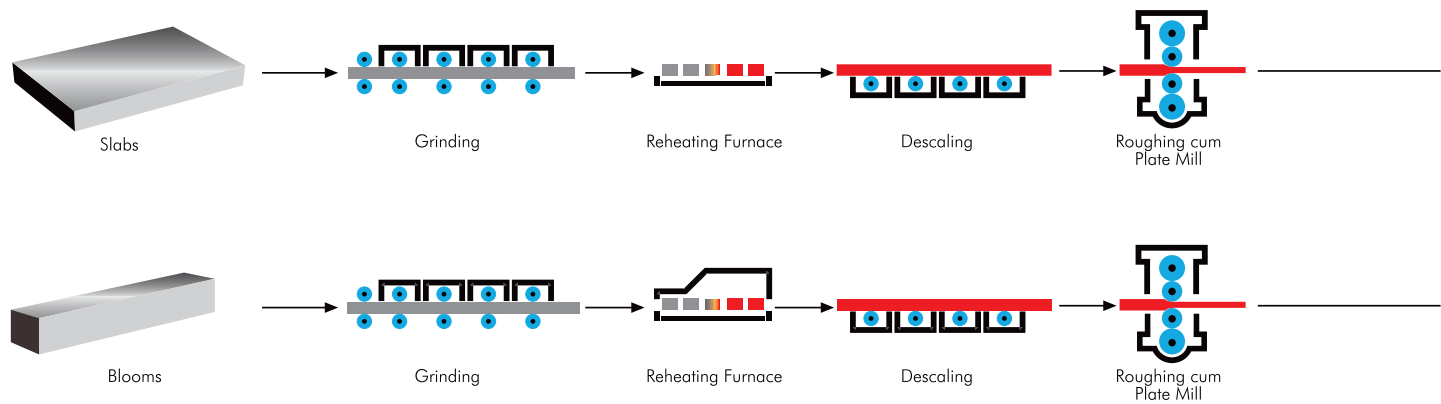 Slabs
Grinding
Reheating Furnace
Descaling
Roughing cum
Plate Mill
Blooms
Grinding
Reheating Furnace
Descaling
Roughing cum
Plate Mill